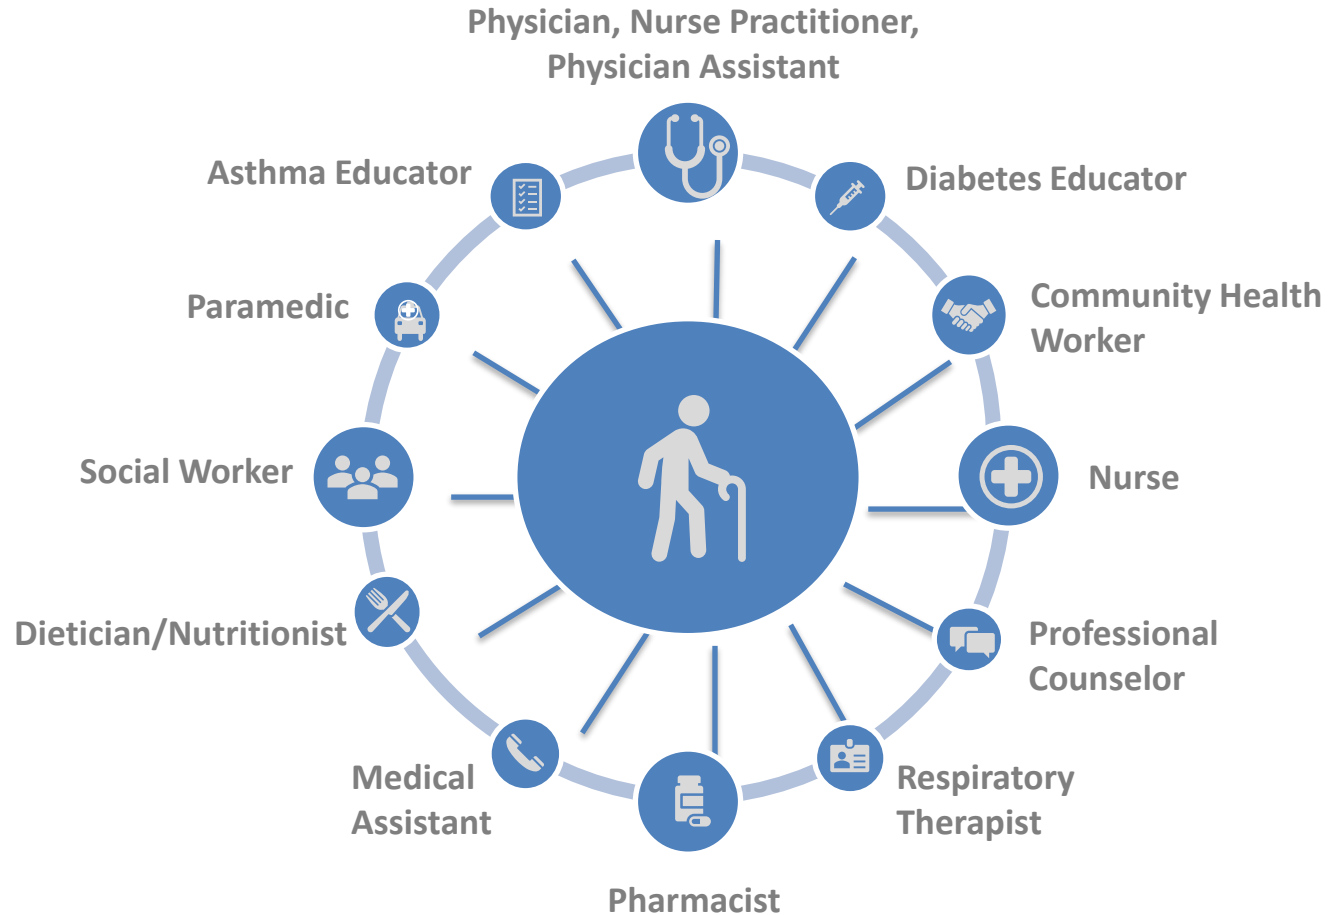 Physician, Nurse Practitioner,
Physician Assistant
Asthma Educator
Diabetes Educator
Paramedic
Community Health
Worker
Social Worker
Nurse
Dietician/Nutritionist
Professional
Counselor
Medical
Assistant
Respiratory
Therapist
Pharmacist